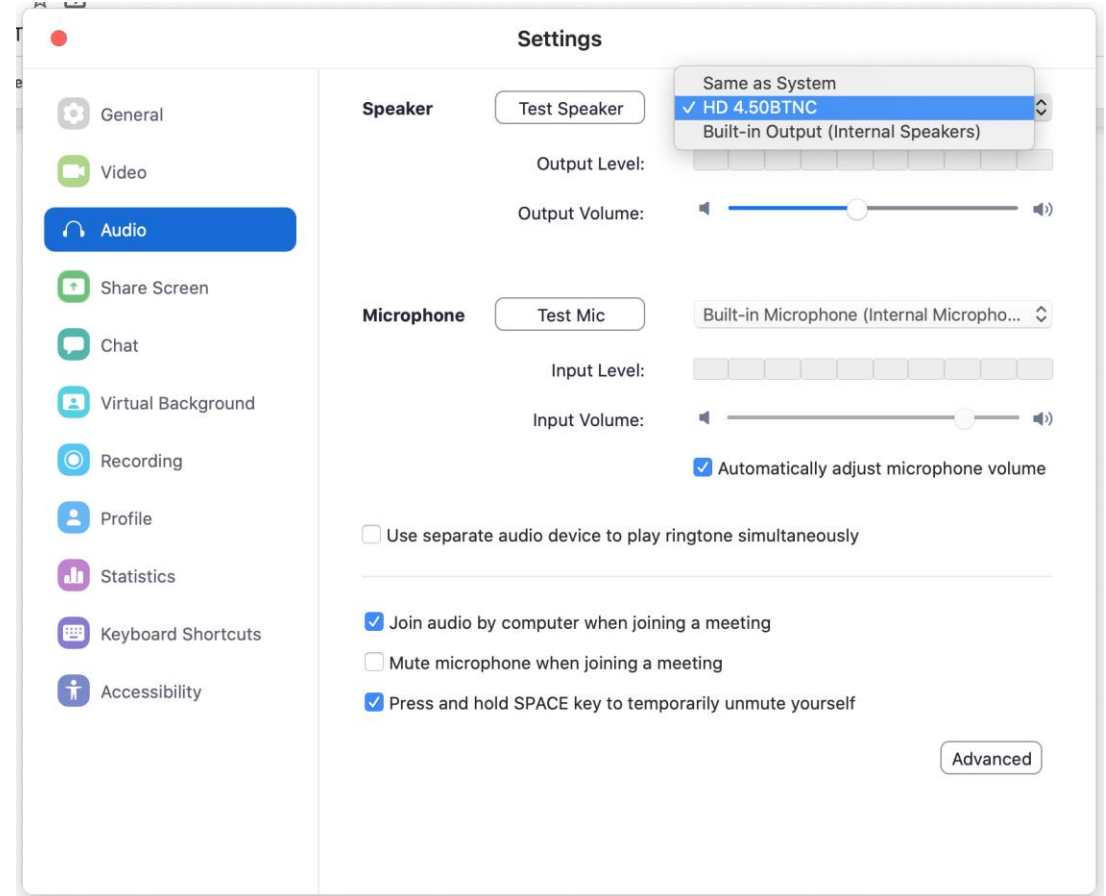 Settings
General
Video
Audio
Share Screen
Chat
Virtual Background
Recording
Profile
Statistics
Keyboard Shortcuts
Accessibility
Speaker
Test Speaker
Same as System
✓ HD 4.50BTNC
Built-in Output (Internal Speakers)
Output Level:
Output Volume:
Microphone
Test Mic
Built-in Microphone (Internal Micropho...
Input Level:
Input Volume:
Automatically adjust microphone volume
Use separate audio device to play ringtone simultaneously
Join audio by computer when joining a meeting
Mute microphone when joining a meeting
Press and hold SPACE key to temporarily unmute yourself
Advanced